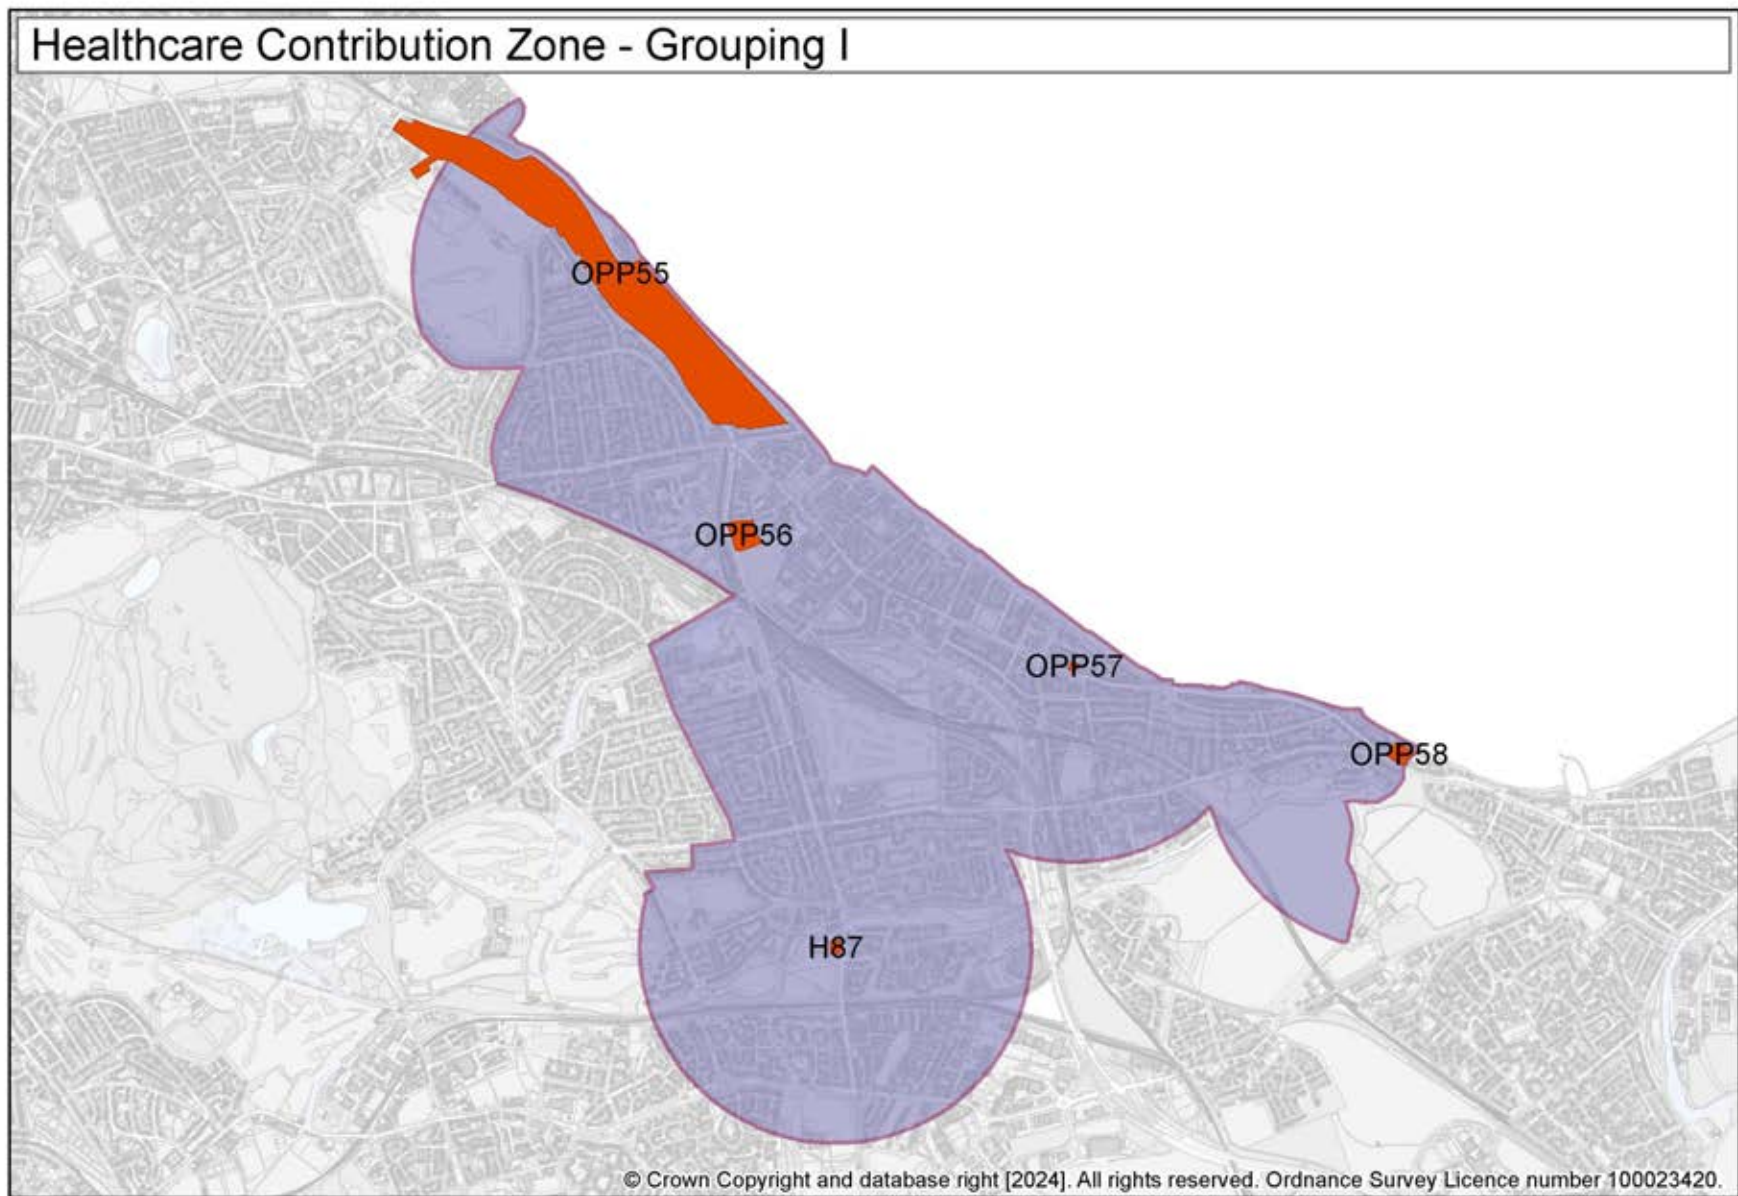 Healthcare Contribution Zone - Grouping I
OPP55
OPP56
OPP57
OPP58
H87
© Crown Copyright and database right [2024]. All rights reserved. Ordnance Survey Licence number 100023420.